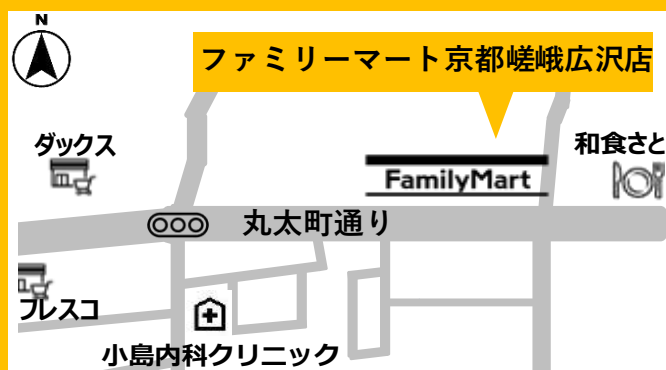 N
ファミリーマート京都嵯峨広沢店
ダックス
和食さと
FamilyMart
丸太町通り
フレスコ
小島内科クリニック